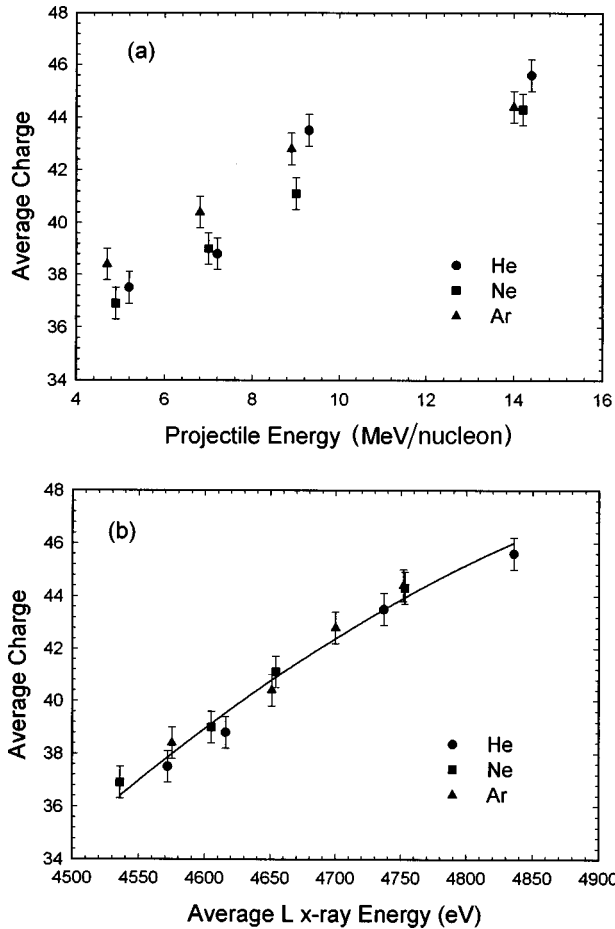 48
46
44
42
40
38
36
34
Average Charge
(a)
He
Ne
Ar
4 6 8 10 12 14 16
Projectile Energy (MeV/nucleon)
48
46
44
42
40
38
36
34
Average Charge
(b)
He
Ne
Ar
4500 4550 4600 4650 4700 4750 4800 4850 4900
Average L x-ray Energy (eV)